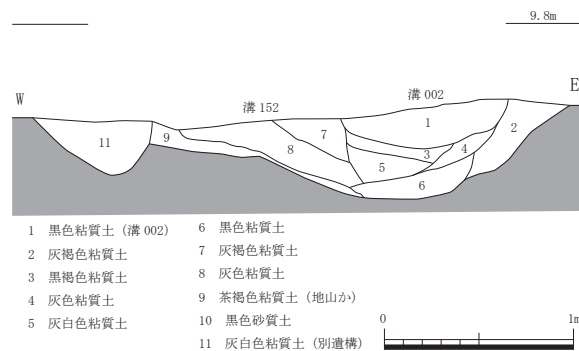 9.8m
W
E
溝 152
溝 002
1
2
3
4
5
6
7
8
9
11
1 黒色粘質土（溝 002）
2 灰褐色粘質土
3 黒褐色粘質土
4 灰色粘質土
5 灰白色粘質土
6 黒色粘質土
7 灰褐色粘質土
8 灰色粘質土
9 茶褐色粘質土（地山か）
10 黒色砂質土
11 灰白色粘質土（別遺構）
0
1m